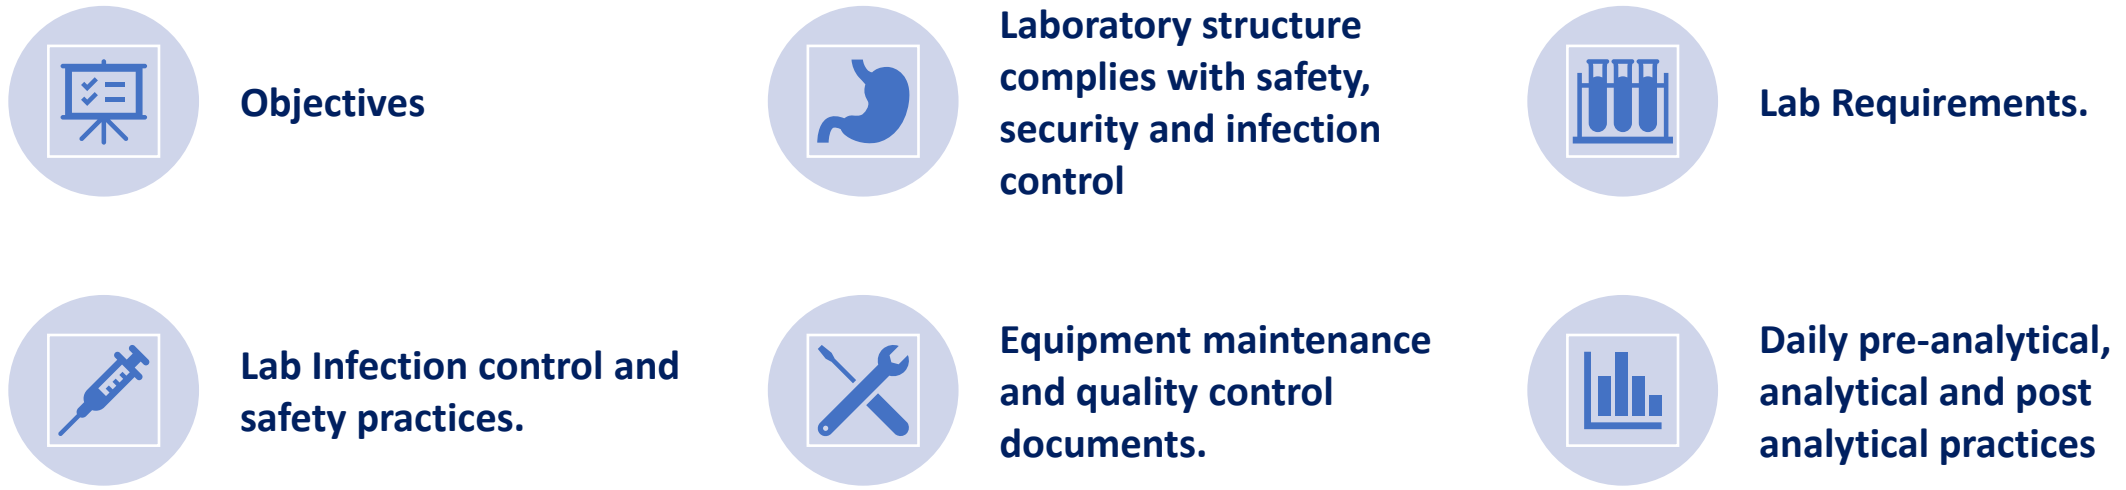 Objectives
Laboratory structure
complies with safety,
security and infection
control
Lab Requirements.
Lab Infection control and
safety practices.
Equipment maintenance
and quality control
documents.
Daily pre-analytical,
analytical and post
analytical practices